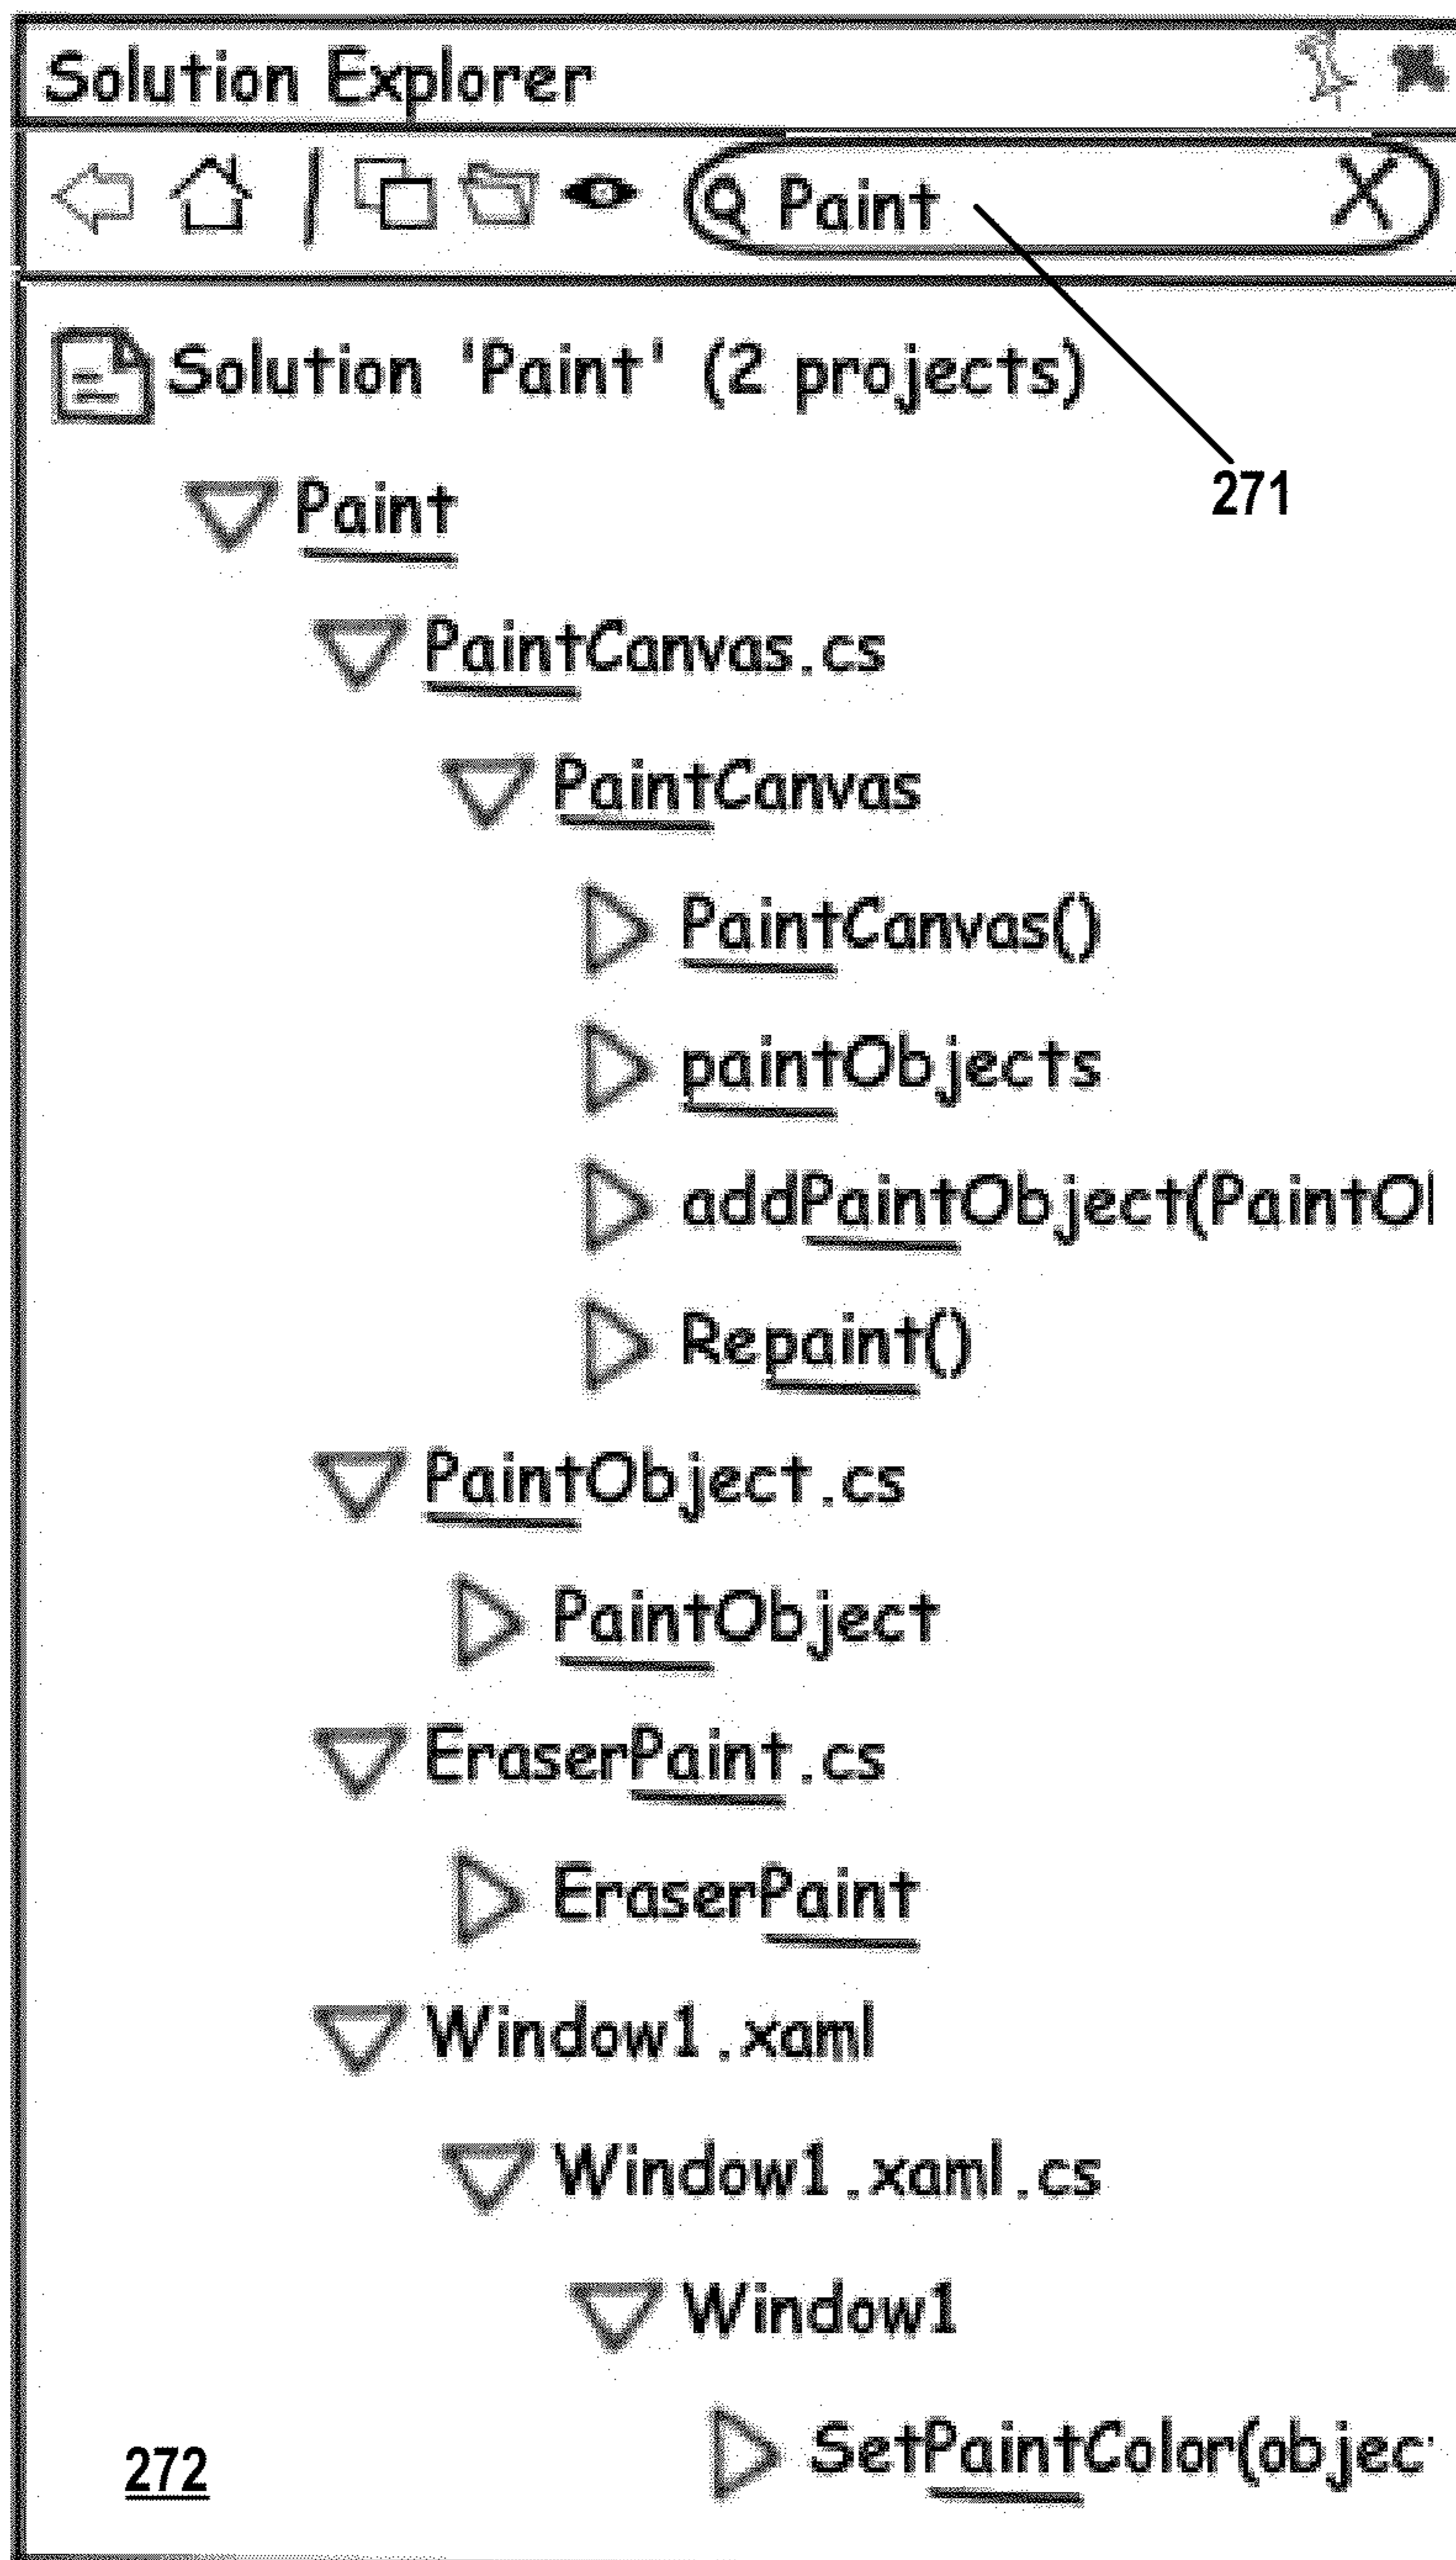 Solution Explorer
Paint
Solution 'Paint' (2 projects)
271
Paint
PaintCanvas.cs
PaintCanvas
PaintCanvas()
paintObjects
addPaintObject(PaintO
Repaint()
PaintObject.cs
PaintObject
EraserPaint.cs
EraserPaint
Window1.xaml
Window1.xaml.cs
Window1
SetPaintColor(objec
272